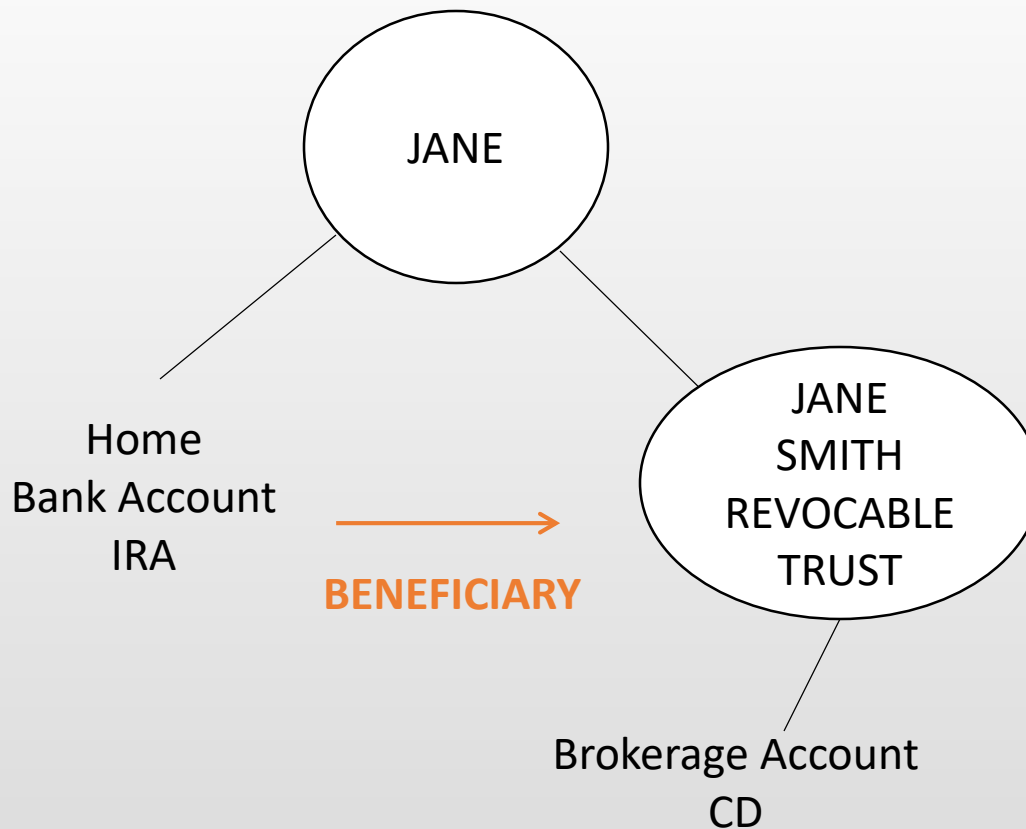 JANE
Home
Bank Account
IRA
BENEFICIARY
JANE
SMITH
REVOCABLE
TRUST
Brokerage Account
CD